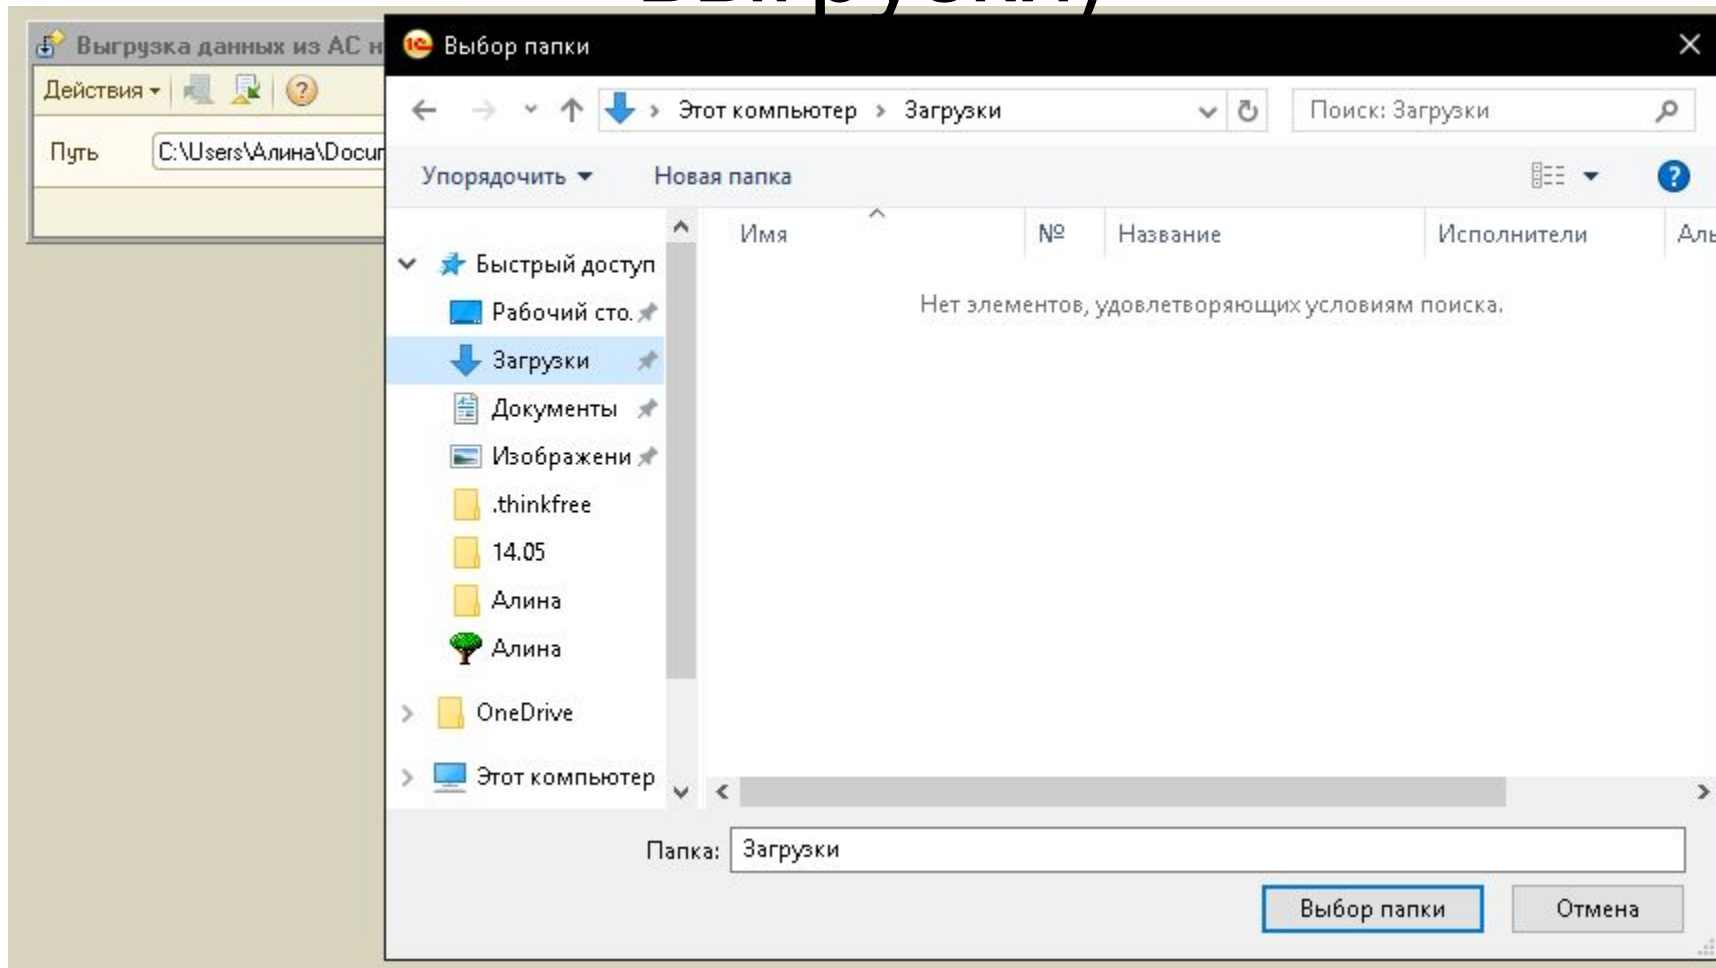 Выгрузка данных из АС н
Действия
Путь
C:\Users\Алина\Docum
Выбор папки
Этот компьютер > Загрузки
Поиск: Загрузки
Упорядочить
Новая папка
Имя
№
Название
Исполнители
Аль
Нет элементов, удовлетворяющих условиям поиска.
Быстрый доступ
Рабочий сто.
Загрузки
Документы
Изображени
.thinkfree
14.05
Алина
Алина
OneDrive
Этот компьютер
Папка:
Загрузки
Выбор папки
Отмена